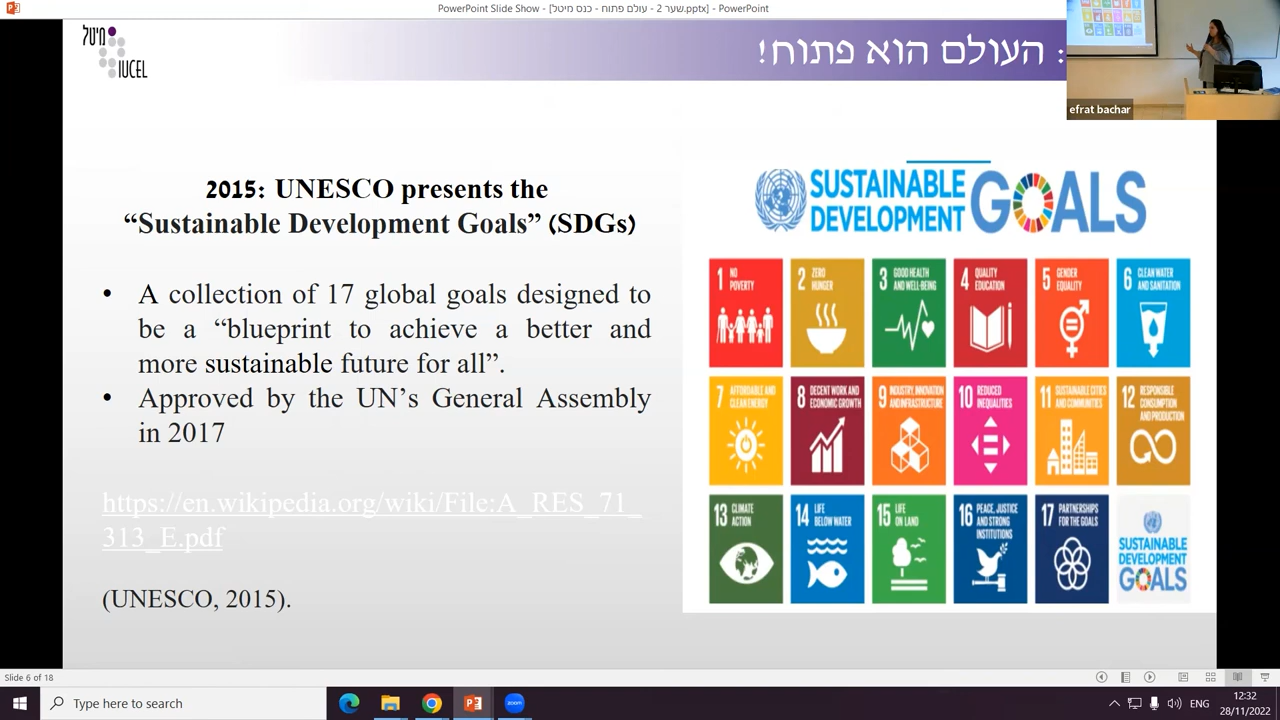 PowerPoint Slide Show - [שער 2 - עולם פתוח - כנס מיטל.pptx] - PowerPoint
מיטל
IUCEL
: העולם הוא פתוח!
efrat bachar
2015: UNESCO presents the
“Sustainable Development Goals” (SDGs)
• A collection of 17 global goals designed to
be a “blueprint to achieve a better and
more sustainable future for all”.
• Approved by the UN’s General Assembly
in 2017
https://en.wikipedia.org/wiki/File:A_RES_71_
313_E.pdf
(UNESCO, 2015).
SUSTAINABLE
DEVELOPMENT
GOALS
1 NO
POVERTY
2 ZERO
HUNGER
3 GOOD HEALTH
AND WELL-BEING
4 QUALITY
EDUCATION
5 GENDER
EQUALITY
6 CLEAN WATER
AND SANITATION
7 AFFORDABLE AND
CLEAN ENERGY
8 DECENT WORK AND
ECONOMIC GROWTH
9 INDUSTRY, INNOVATION
AND INFRASTRUCTURE
10 REDUCED
INEQUALITIES
11 SUSTAINABLE CITIES
AND COMMUNITIES
12 RESPONSIBLE
CONSUMPTION
AND PRODUCTION
13 CLIMATE
ACTION
14 LIFE
BELOW WATER
15 LIFE
ON LAND
16 PEACE, JUSTICE
AND STRONG
INSTITUTIONS
17 PARTNERSHIPS
FOR THE GOALS
SUSTAINABLE
DEVELOPMENT
GOALS
Slide 6 of 18
Type here to search
ENG
12:32
28/11/2022